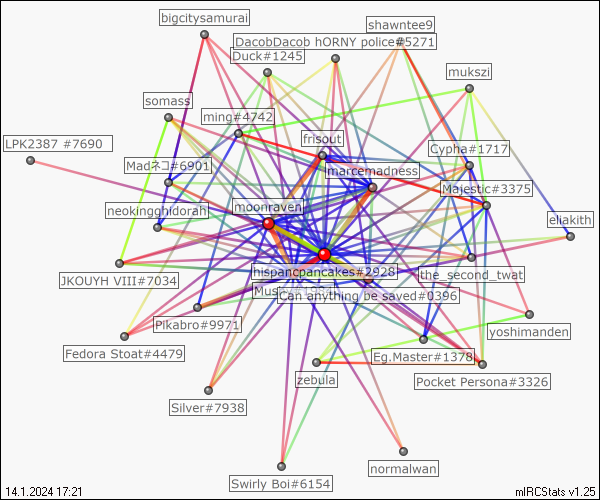 bigcitysamurai
shawntee9
DacobDacob hORNY police#5271
Duck#1245
mukszi
somass
ming#4742
frisout
LPK2387 #7690
Cypha#1717
Madネコ#6901
marcemadness
Majestic#3375
moonraven
neokingghidorah
eliakith
hispancpancakes#2928
the_second_twat
JKOUYH VIII#7034
Can anything be saved#0396
Pikabro#9971
yoshimanden
Fedora Stoat#4479
Eg.Master#1378
zebula
Pocket Persona#3326
Silver#7938
normalwan
Swirly Boi#6154
14.1.2024 17:21
mIRCStats v1.25